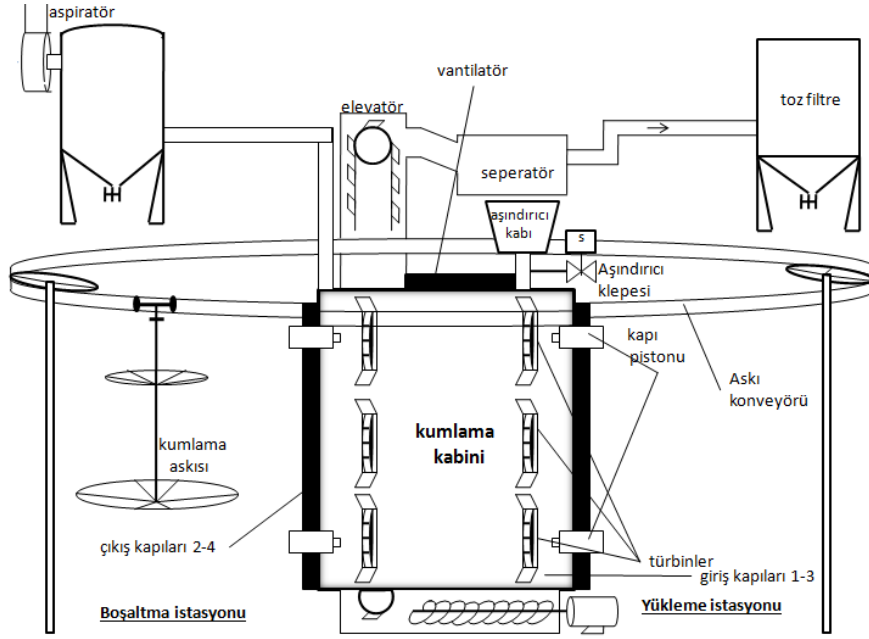 aspiratör
vantilatör
elevatör
toz filtre
seperatör
aşındırıcı
kabı
s
Aşındırıcı
klepesi
kapı
pistonu
Askı
konveyörü
kumlama
kabini
kumlama
askısı
çıkış kapıları 2-4
türbinler
giriş kapıları 1-3
Boşaltma istasyonu
Yükleme istasyonu